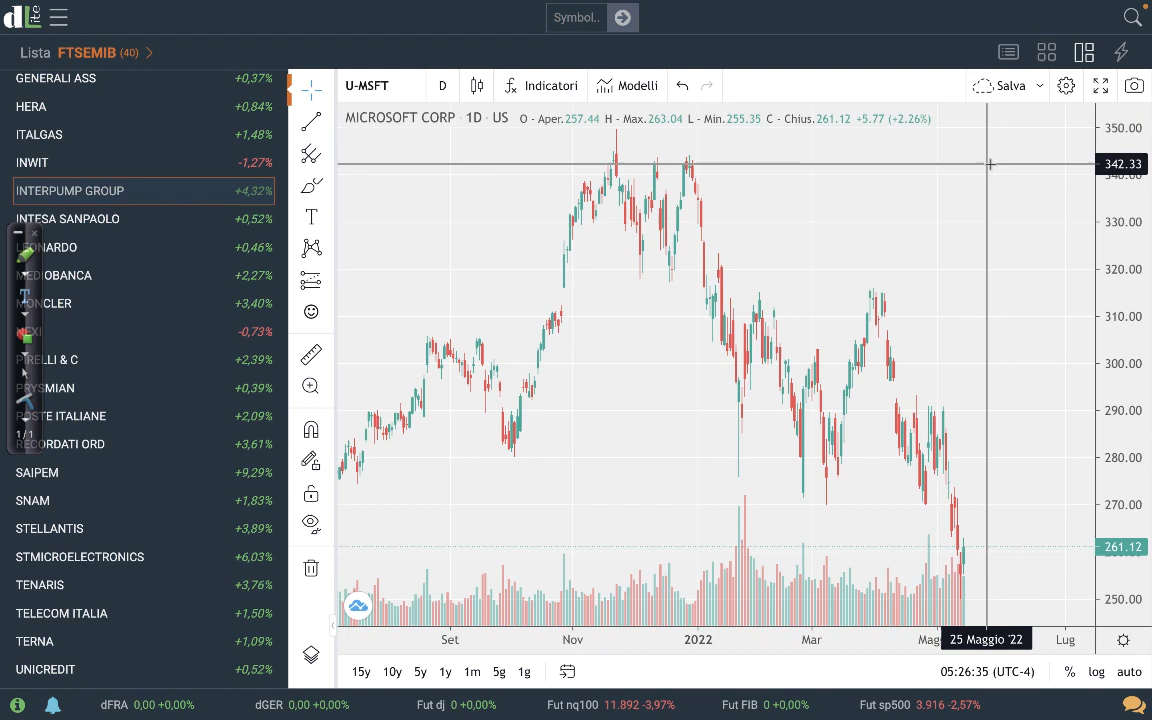 dLite
Symbol..
Lista FTSEMIB (40)
GENERALI ASS +0,37%
HERA +0,84%
ITALGAS +1,48%
INWIT -1,27%
INTERPUMP GROUP +4,32%
INTESA SANPAOLO +0,52%
LEONARDO +0,46%
MEDIOBANCA +2,27%
MONCLER +3,40%
NEXI -0,73%
PIRELLI & C +2,39%
PRYSMIAN +0,39%
POSTE ITALIANE +2,09%
1/1
RECORDATI ORD +3,61%
SAIPEM +9,29%
SNAM +1,83%
STELLANTIS +3,89%
STMICROELECTRONICS +6,03%
TENARIS +3,76%
TELECOM ITALIA +1,50%
TERNA +1,09%
UNICREDIT +0,52%
U-MSFT D Indicatori Modelli Salva
MICROSOFT CORP · 1D · US O - Aper.257.44 H - Max.263.04 L - Min.255.35 C - Chius.261.12 +5.77 (+2.26%)
350.00
342.33
340.00
330.00
320.00
310.00
300.00
290.00
280.00
270.00
261.12
250.00
Set Nov 2022 Mar Mag 25 Maggio '22 Lug
15y 10y 5y 1y 1m 5g 1g 05:26:35 (UTC-4) % log auto
dFRA 0,00 +0,00% dGER 0,00 +0,00% Fut dj 0 +0,00% Fut nq100 11.892 -3,97% Fut FIB 0 +0,00% Fut sp500 3.916 -2,57%